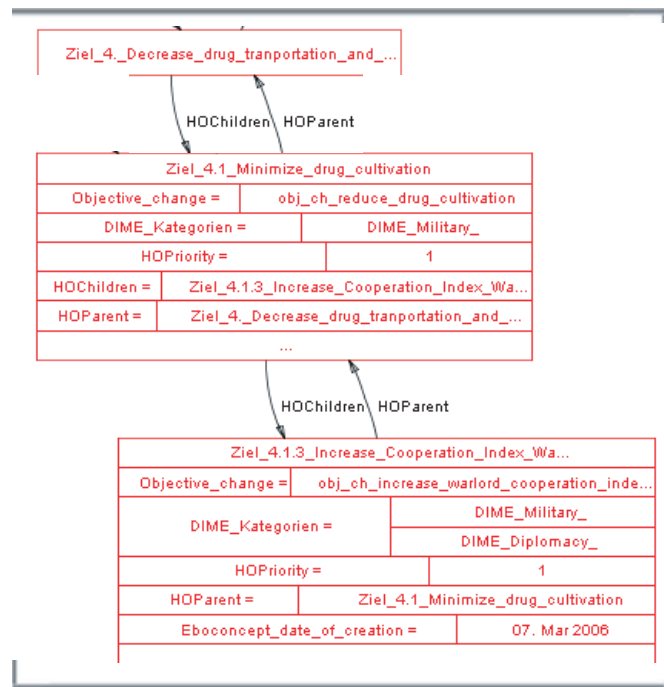 Ziel_4._Decrease_drug_tranportation_and_...
HOChildren HOParent
Ziel_4.1_Minimize_drug_cultivation
Objective_change = obj_ch_reduce_drug_cultivation
DIME_Kategorien = DIME_Military_
HOPriority = 1
HOChildren = Ziel_4.1.3_Increase_Cooperation_Index_Wa...
HOParent = Ziel_4._Decrease_drug_tranportation_and_...
...
HOChildren HOParent
Ziel_4.1.3_Increase_Cooperation_Index_Wa...
Objective_change = obj_ch_increase_warlord_cooperation_inde...
DIME_Kategorien = DIME_Military_
DIME_Diplomacy_
HOPriority = 1
HOParent = Ziel_4.1_Minimize_drug_cultivation
Eboconcept_date_of_creation = 07. Mar 2006